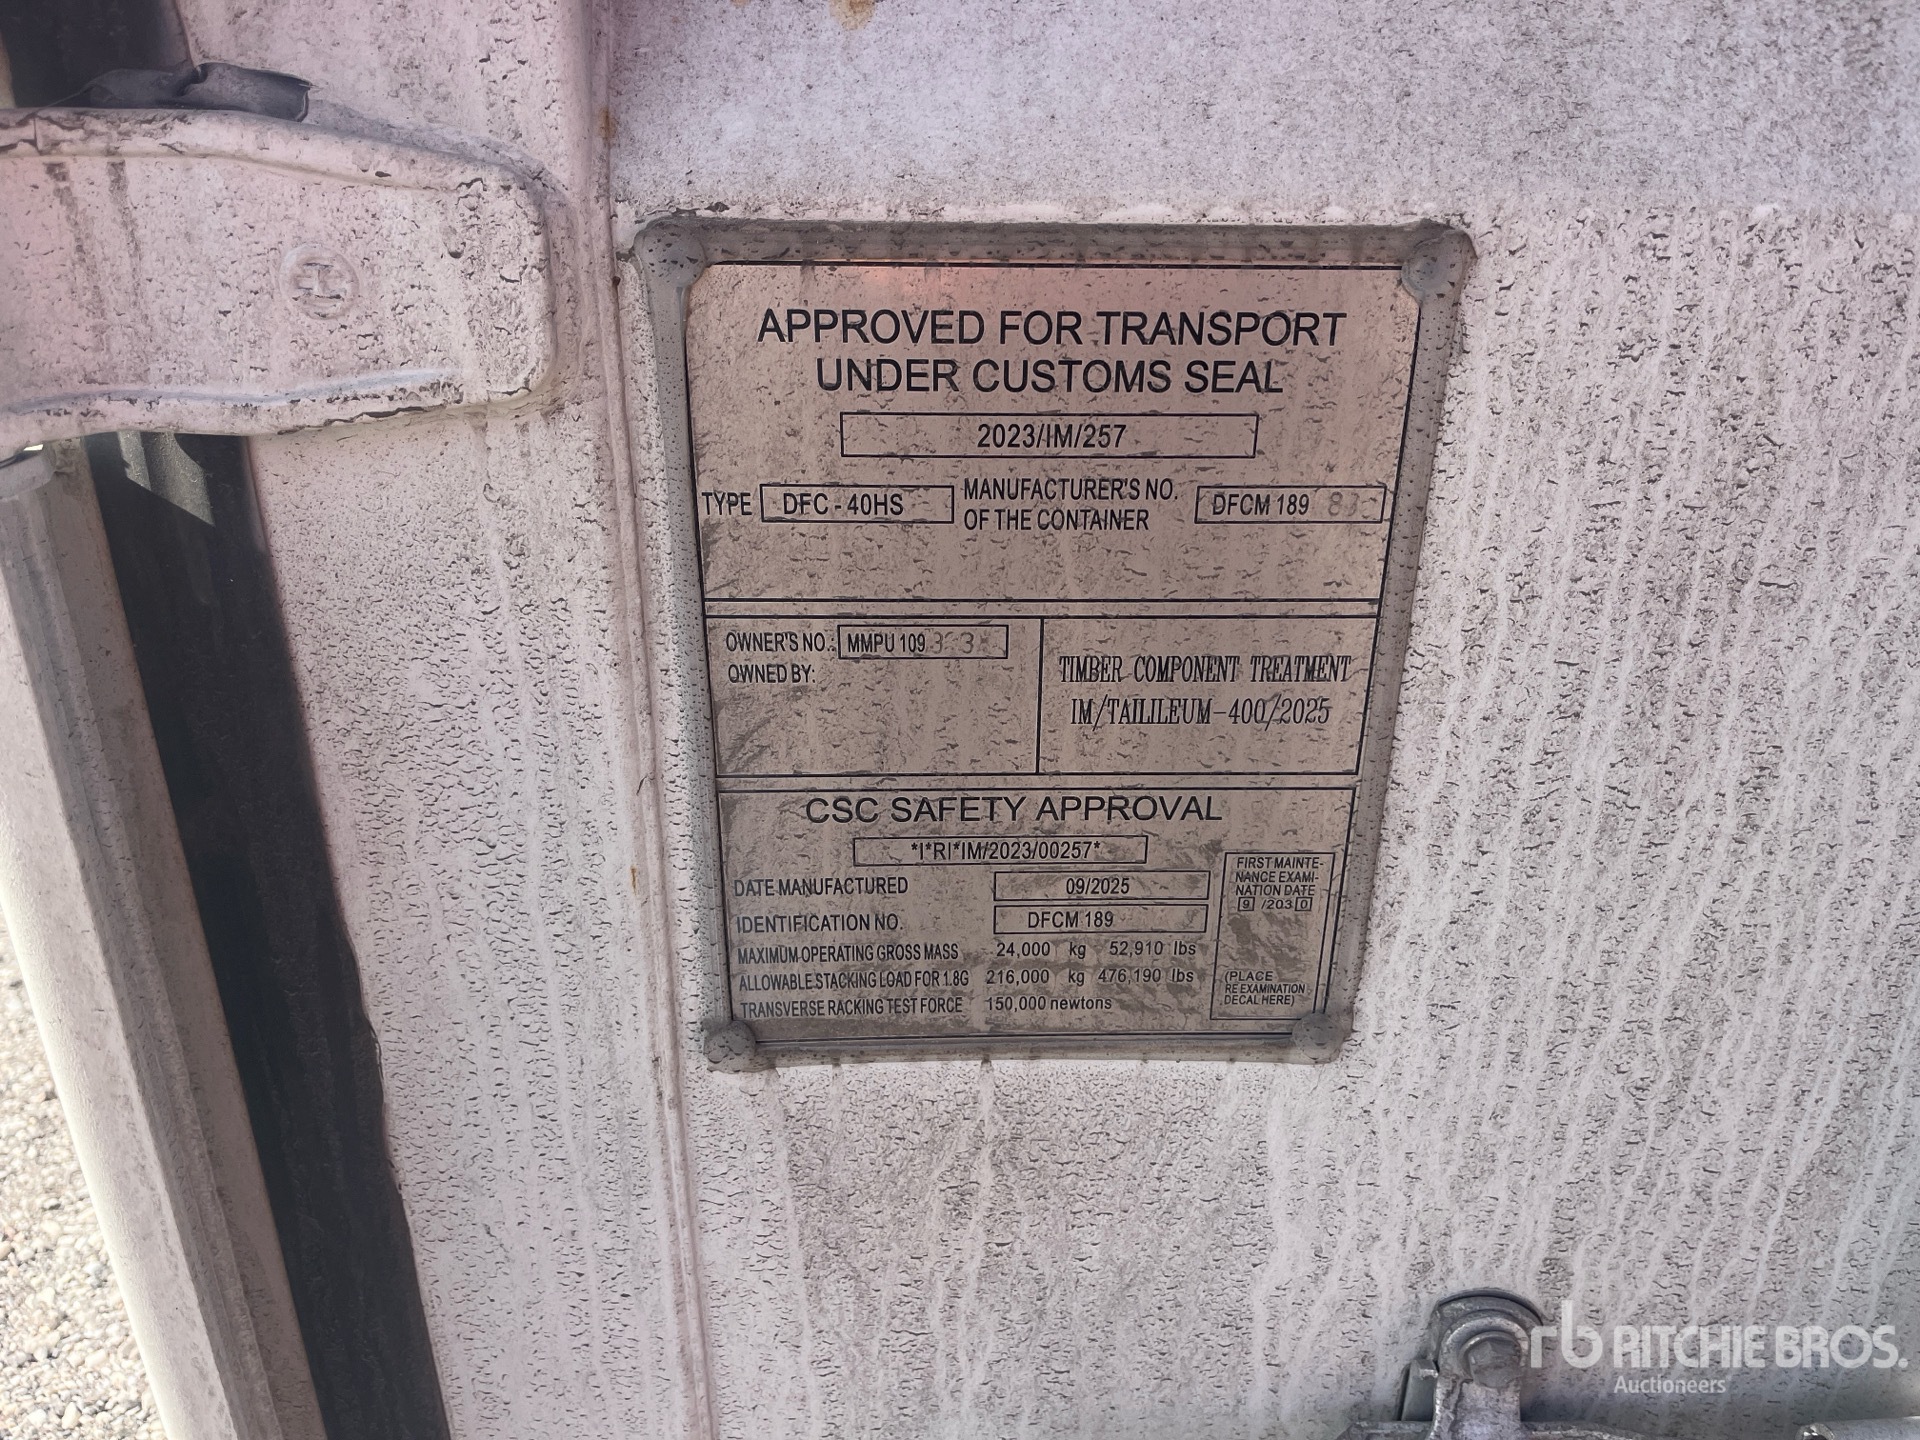 APPROVED FOR TRANSPORT
UNDER CUSTOMS SEAL
2023/IM/257
TYPE DFC - 40HS MANUFACTURER'S NO. OF THE CONTAINER DFCM 189
OWNER'S NO.: MMPU 109
OWNED BY:
TIMBER COMPONENT TREATMENT
IM/TAILILEUM-400/2025
CSC SAFETY APPROVAL
*I*RI*IM/2023/00257*
DATE MANUFACTURED 09/2025
IDENTIFICATION NO. DFCM 189
MAXIMUM OPERATING GROSS MASS 24,000 kg 52,910 lbs
ALLOWABLE STACKING LOAD FOR 1.8G 216,000 kg 476,190 lbs
TRANSVERSE RACKING TEST FORCE 150,000 newtons
FIRST MAINTE-
NANCE EXAMI-
NATION DATE
9 /2030
(PLACE
RE EXAMINATION
DECAL HERE)
rb RITCHIE BROS.
Auctioneers